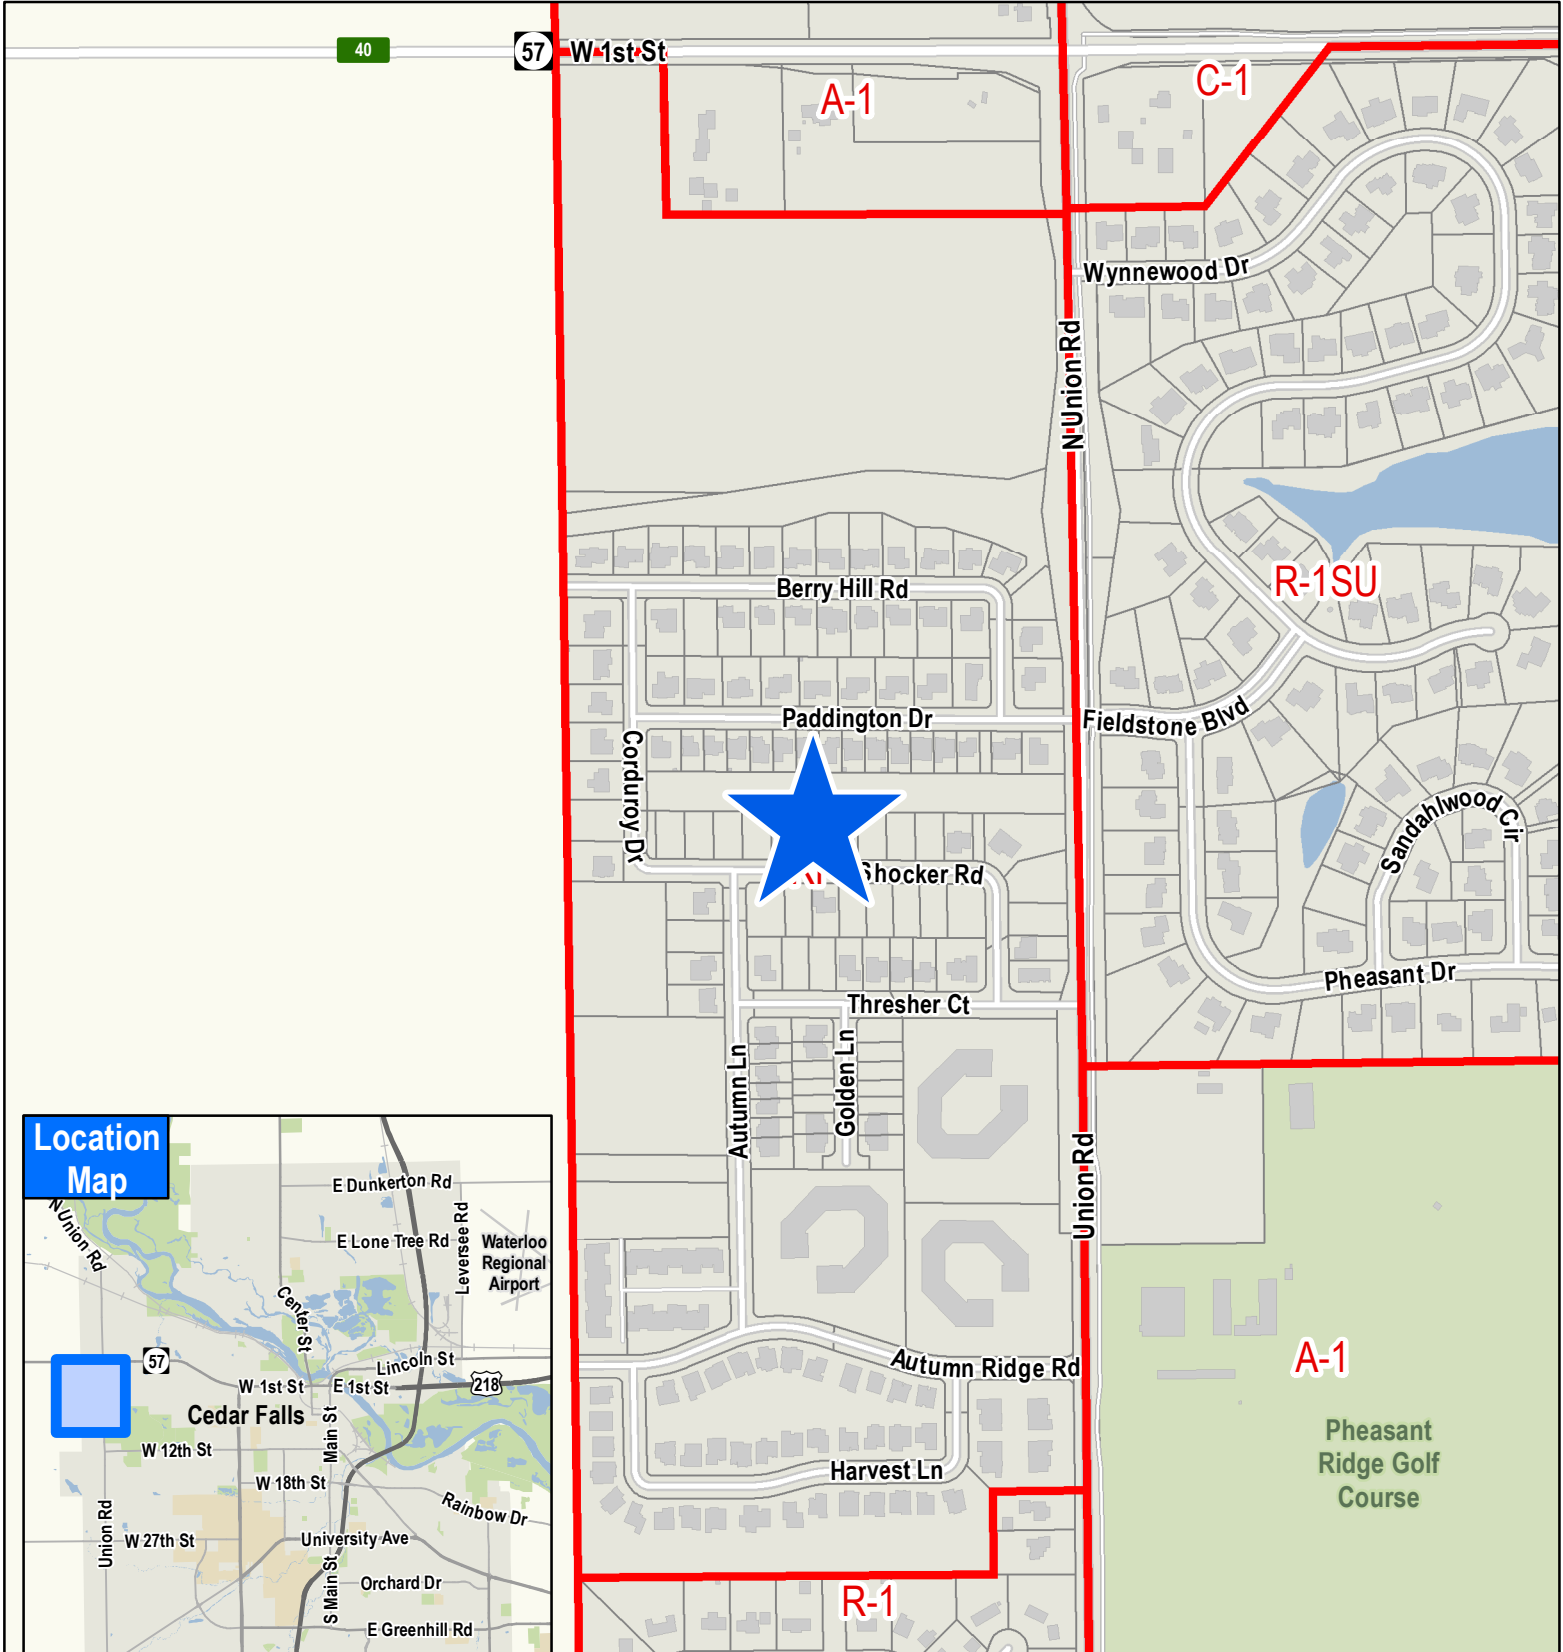 40
57
W 1st St
A-1
C-1
Wynnewood Dr
N Union Rd
Berry Hill Rd
R-1SU
Paddington Dr
Fieldstone Blvd
Corduroy Dr
Sandahlwood Cir
Shocker Rd
Pheasant Dr
Thresher Ct
Autumn Ln
Golden Ln
Union Rd
Autumn Ridge Rd
A-1
Pheasant
Ridge Golf
Course
Harvest Ln
R-1
Location
Map
N Union Rd
E Dunkerton Rd
E Lone Tree Rd
Leversee Rd
Waterloo
Regional
Airport
Center St
57
Lincoln St
W 1st St
E 1st St
218
Cedar Falls
Main St
W 12th St
W 18th St
Rainbow Dr
Union Rd
W 27th St
University Ave
S Main St
Orchard Dr
E Greenhill Rd